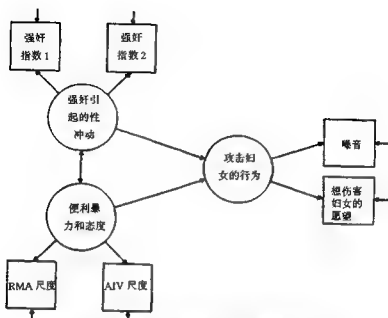 强奸
指数1
强奸
指数2
强奸引
起的性
冲动
攻击妇
女的行为
噪音
想伤害
妇女的
愿望
便利暴
力和态度
RMA 尺度
AIV 尺度